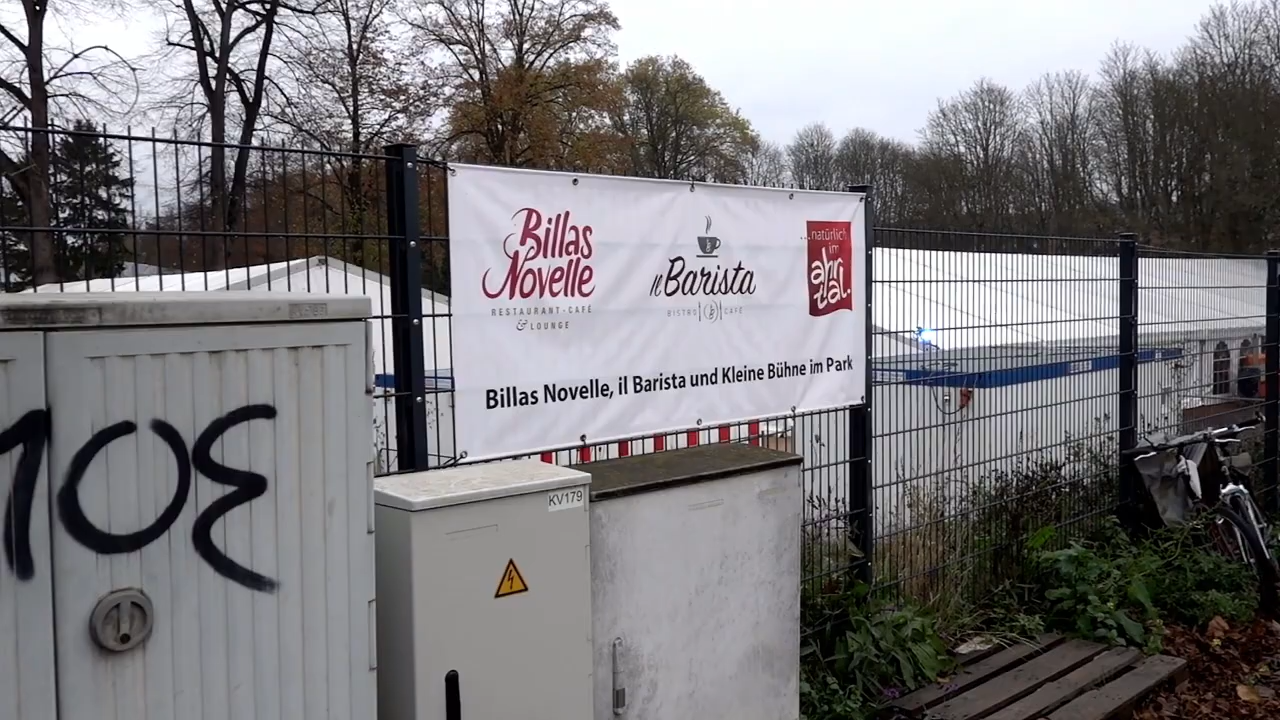 Billas
Novelle
RESTAURANT·CAFÉ
& LOUNGE
il Barista
BISTRO CAFÉ
...natürlich
im
ahr
tal.
Billas Novelle, il Barista und Kleine Bühne im Park
KV179